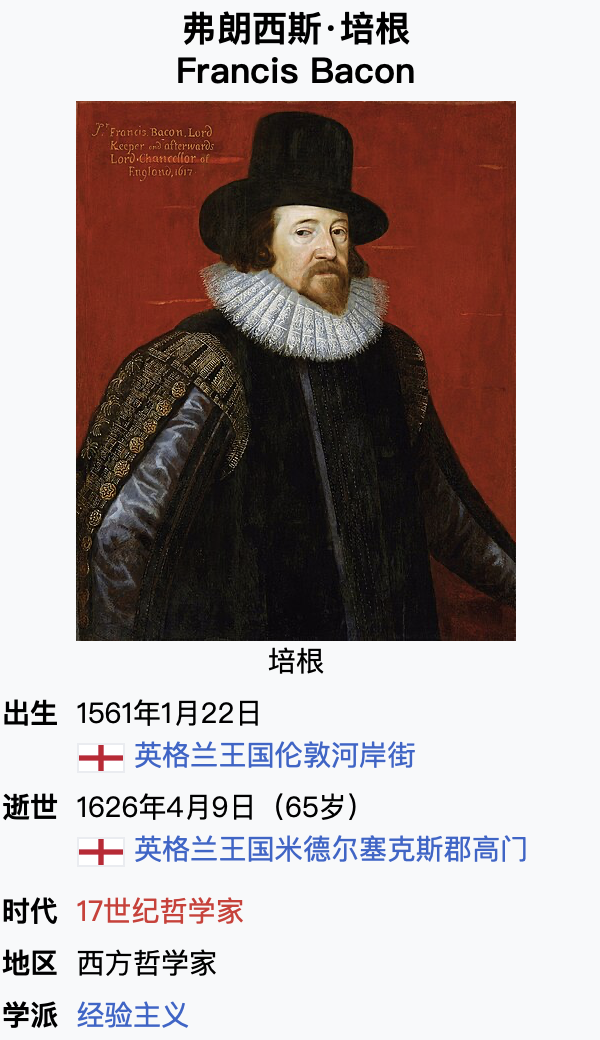 弗朗西斯·培根
Francis Bacon
Sr Francis Bacon, Lord
Keeper and afterwards
Lord Chancellor of
England, 1617
培根
出生 1561年1月22日
英格兰王国伦敦河岸街
逝世 1626年4月9日（65岁）
英格兰王国米德尔塞克斯郡高门
时代 17世纪哲学家
地区 西方哲学家
学派 经验主义